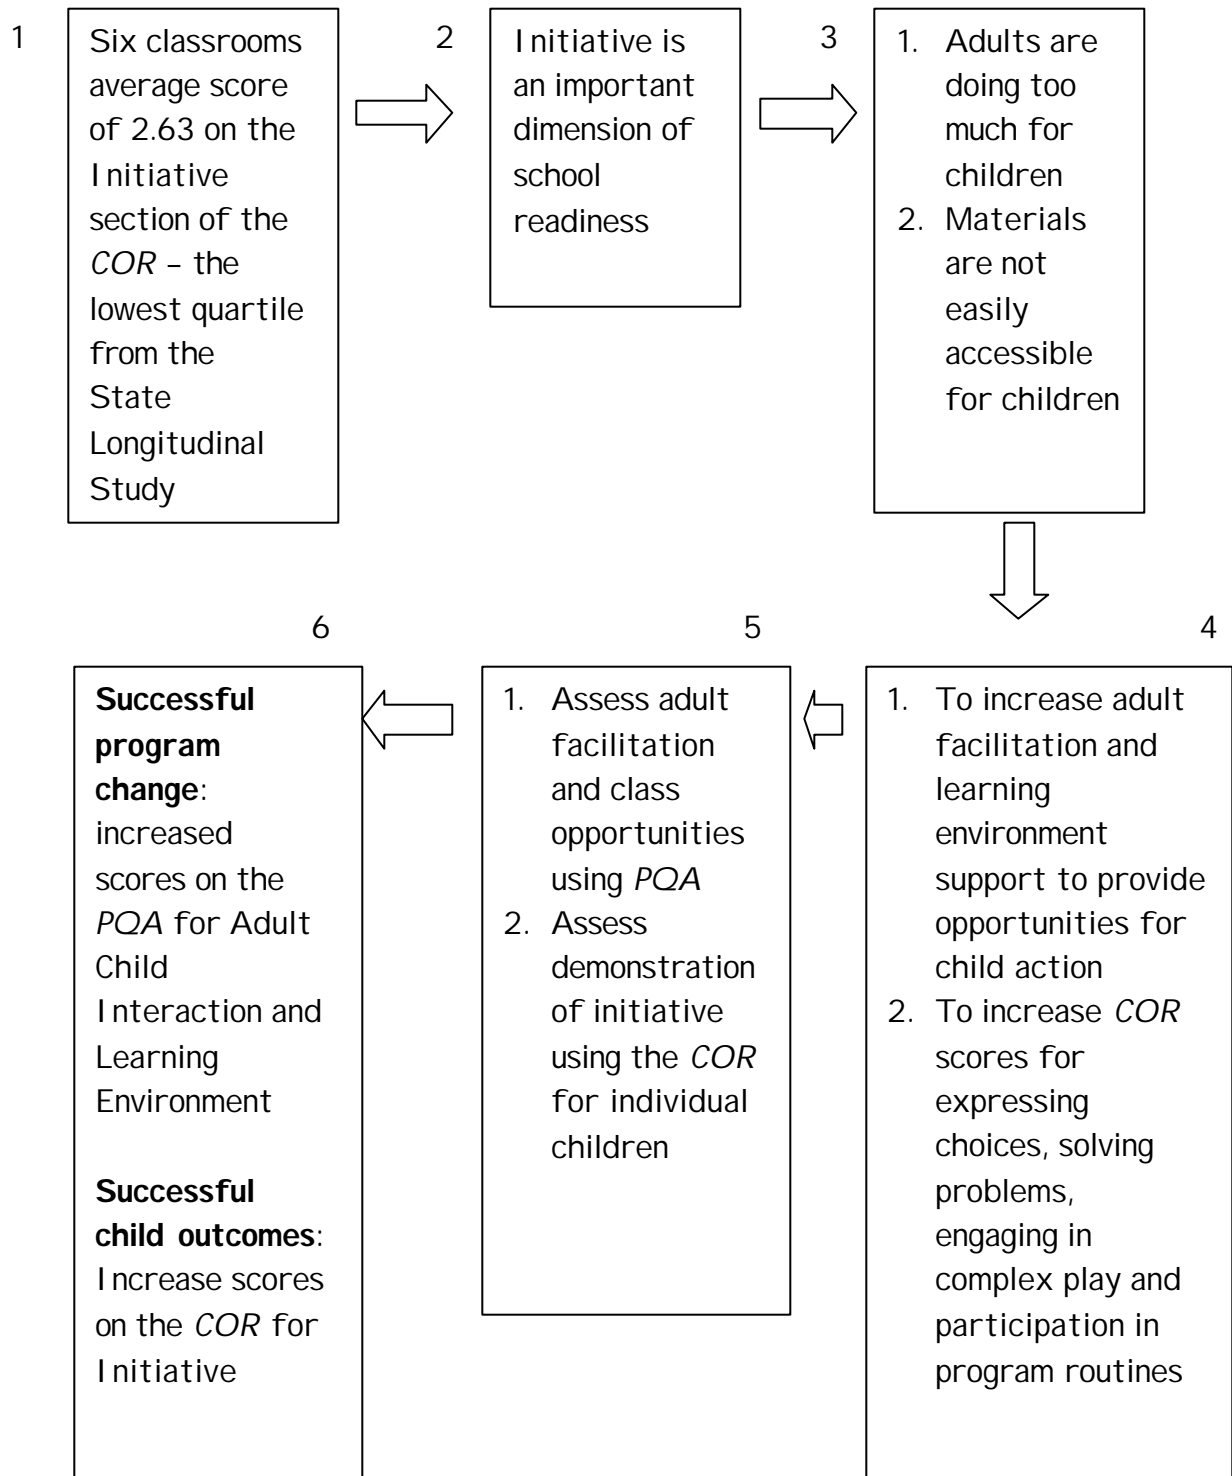 1
Six classrooms
average score
of 2.63 on the
Initiative
section of the
COR – the
lowest quartile
from the
State
Longitudinal
Study
2
Initiative is
an important
dimension of
school
readiness
3
1. Adults are
doing too
much for
children
2. Materials
are not
easily
accessible
for children
4
1. To increase adult
facilitation and
learning
environment
support to provide
opportunities for
child action
2. To increase COR
scores for
expressing
choices, solving
problems,
engaging in
complex play and
participation in
program routines
5
1. Assess adult
facilitation
and class
opportunities
using PQA
2. Assess
demonstration
of initiative
using the COR
for individual
children
6
Successful
program
change:
increased
scores on the
PQA for Adult
Child
Interaction and
Learning
Environment
Successful
child outcomes:
Increase scores
on the COR for
Initiative